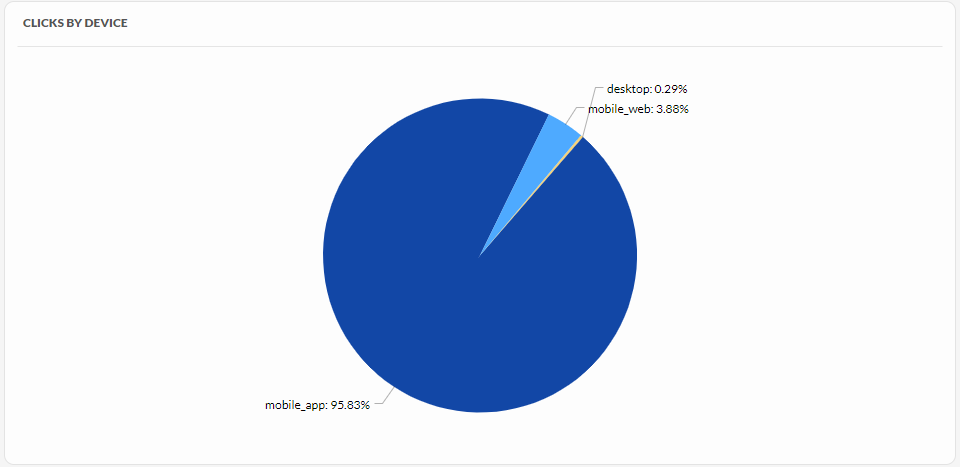 CLICKS BY DEVICE
desktop: 0.29%
mobile_web: 3.88%
mobile_app: 95.83%